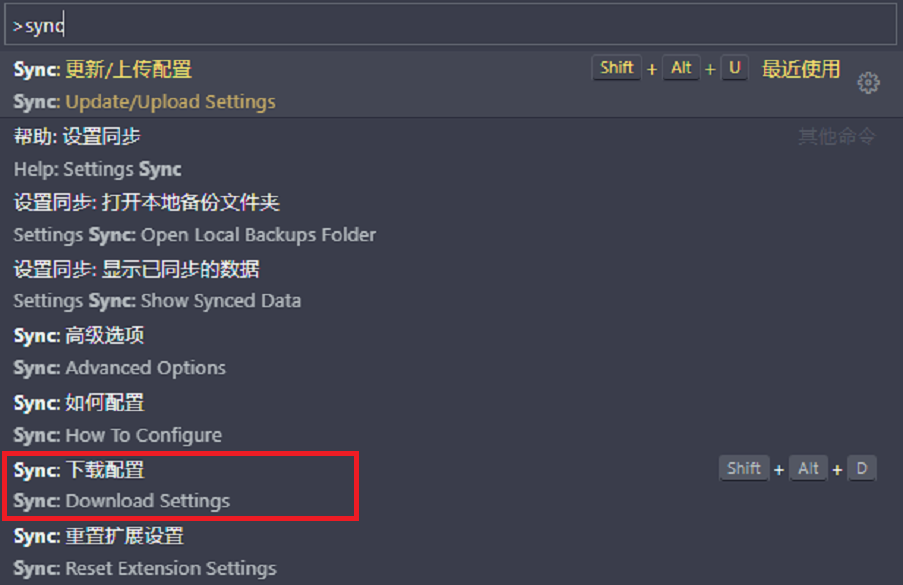 >sync
Sync: 更新/上传配置 Shift + Alt + U 最近使用
Sync: Update/Upload Settings
帮助: 设置同步 其他命令
Help: Settings Sync
设置同步: 打开本地备份文件夹
Settings Sync: Open Local Backups Folder
设置同步: 显示已同步的数据
Settings Sync: Show Synced Data
Sync: 高级选项
Sync: Advanced Options
Sync: 如何配置
Sync: How To Configure
Sync: 下载配置 Shift + Alt + D
Sync: Download Settings
Sync: 重置扩展设置
Sync: Reset Extension Settings